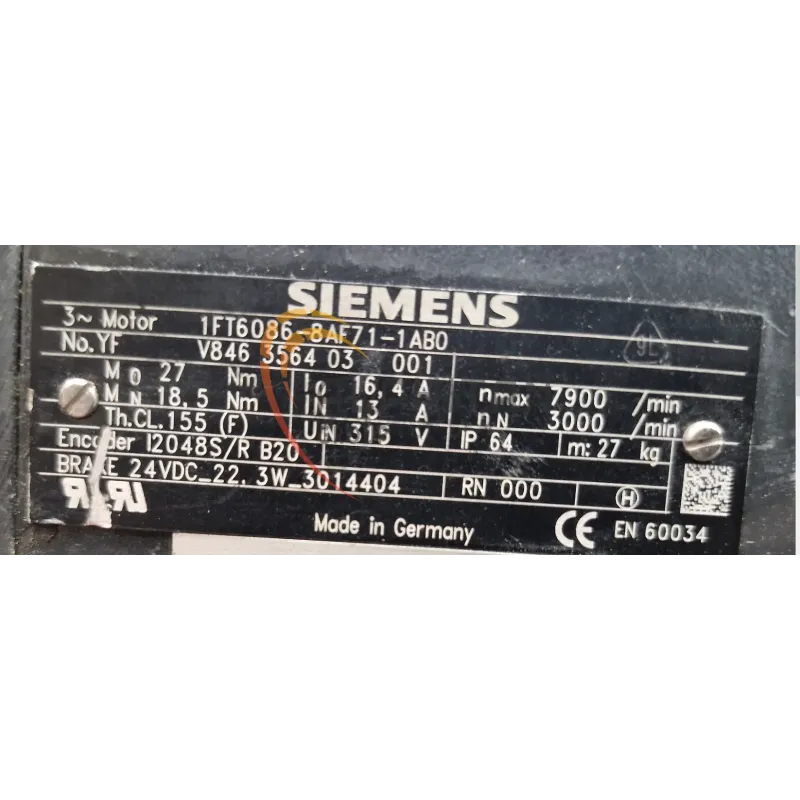 SIEMENS
3~ Motor 1FT6086-8AF71-1AB0
No.YF V846 3564 03 001
M0 27 Nm I0 16,4 A nmax 7900 /min
MN 18,5 Nm IN 13 A nN 3000 /min
Th.CL.155 (F) UIN 315 V IP 64 m: 27 kg
Encoder I2048S/R B20
BRAKE 24VDC_22,3W_3014404 RN 000 H
Made in Germany CE EN 60034